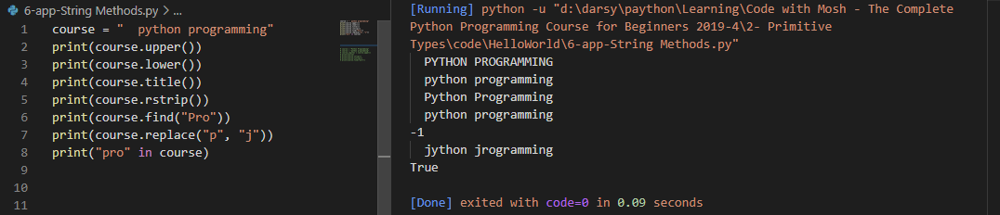 6-app-String Methods.py > ...
1 course = "  python programming"
2 print(course.upper())
3 print(course.lower())
4 print(course.title())
5 print(course.rstrip())
6 print(course.find("Pro"))
7 print(course.replace("p", "j"))
8 print("pro" in course)
9
10
11
[Running] python -u "d:\darsy\paython\Learning\Code with Mosh - The Complete
Python Programming Course for Beginners 2019-4\2- Primitive
Types\code\HelloWorld\6-app-String Methods.py"
  PYTHON PROGRAMMING
  python programming
  Python Programming
  python programming
-1
  jython jrogramming
True

[Done] exited with code=0 in 0.09 seconds